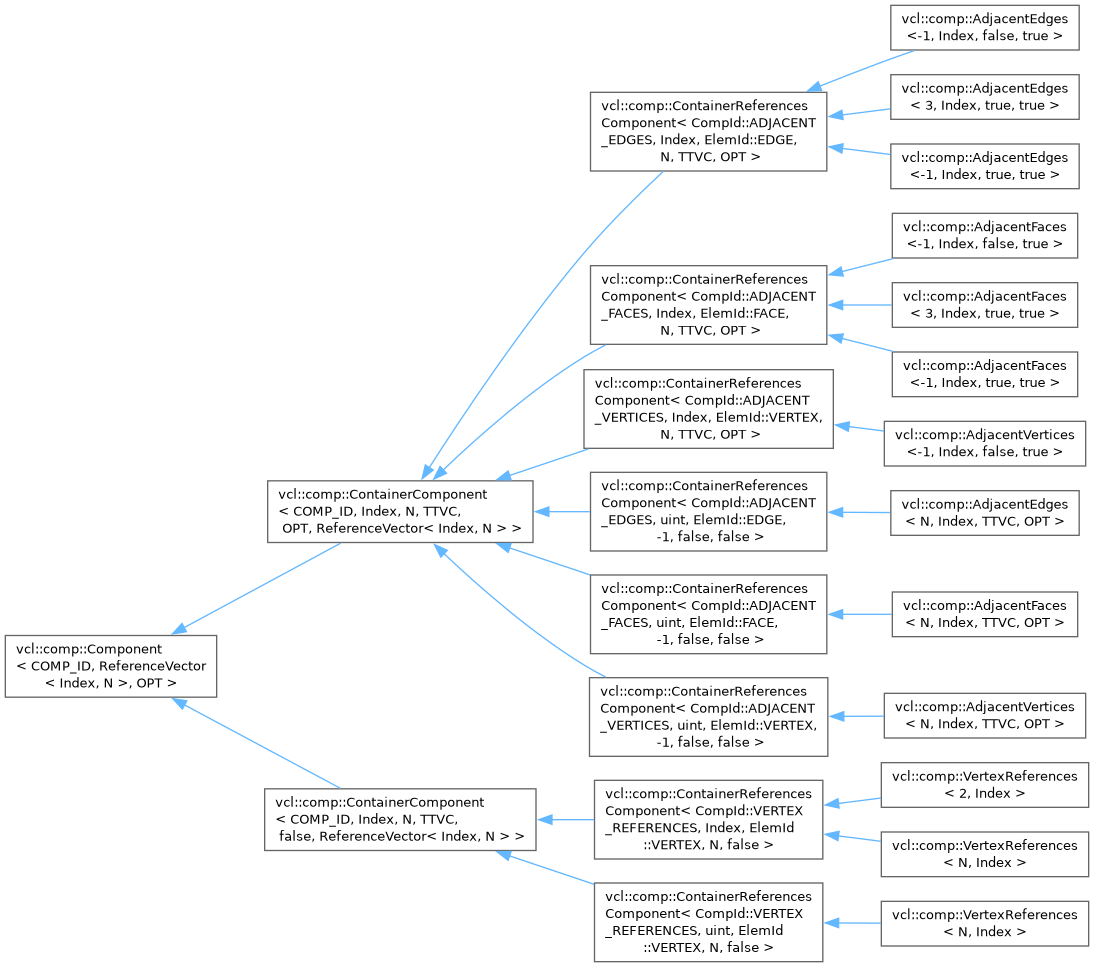 vcl::comp::Component
< COMP_ID, ReferenceVector
< Index, N >, OPT >
vcl::comp::ContainerComponent
< COMP_ID, Index, N, TTVC,
OPT, ReferenceVector< Index, N > >
vcl::comp::ContainerComponent
< COMP_ID, Index, N, TTVC,
false, ReferenceVector< Index, N > >
vcl::comp::ContainerReferences
Component< CompId::ADJACENT
_EDGES, Index, ElemId::EDGE,
N, TTVC, OPT >
vcl::comp::ContainerReferences
Component< CompId::ADJACENT
_FACES, Index, ElemId::FACE,
N, TTVC, OPT >
vcl::comp::ContainerReferences
Component< CompId::ADJACENT
_VERTICES, Index, ElemId::VERTEX,
N, TTVC, OPT >
vcl::comp::ContainerReferences
Component< CompId::ADJACENT
_EDGES, uint, ElemId::EDGE,
-1, false, false >
vcl::comp::ContainerReferences
Component< CompId::ADJACENT
_FACES, uint, ElemId::FACE,
-1, false, false >
vcl::comp::ContainerReferences
Component< CompId::ADJACENT
_VERTICES, uint, ElemId::VERTEX,
-1, false, false >
vcl::comp::ContainerReferences
Component< CompId::VERTEX
_REFERENCES, Index, ElemId
::VERTEX, N, false >
vcl::comp::ContainerReferences
Component< CompId::VERTEX
_REFERENCES, uint, ElemId
::VERTEX, N, false >
vcl::comp::AdjacentEdges
<-1, Index, false, true >
vcl::comp::AdjacentEdges
< 3, Index, true, true >
vcl::comp::AdjacentEdges
<-1, Index, true, true >
vcl::comp::AdjacentFaces
<-1, Index, false, true >
vcl::comp::AdjacentFaces
< 3, Index, true, true >
vcl::comp::AdjacentFaces
<-1, Index, true, true >
vcl::comp::AdjacentVertices
<-1, Index, false, true >
vcl::comp::AdjacentEdges
< N, Index, TTVC, OPT >
vcl::comp::AdjacentFaces
< N, Index, TTVC, OPT >
vcl::comp::AdjacentVertices
< N, Index, TTVC, OPT >
vcl::comp::VertexReferences
< 2, Index >
vcl::comp::VertexReferences
< N, Index >
vcl::comp::VertexReferences
< N, Index >